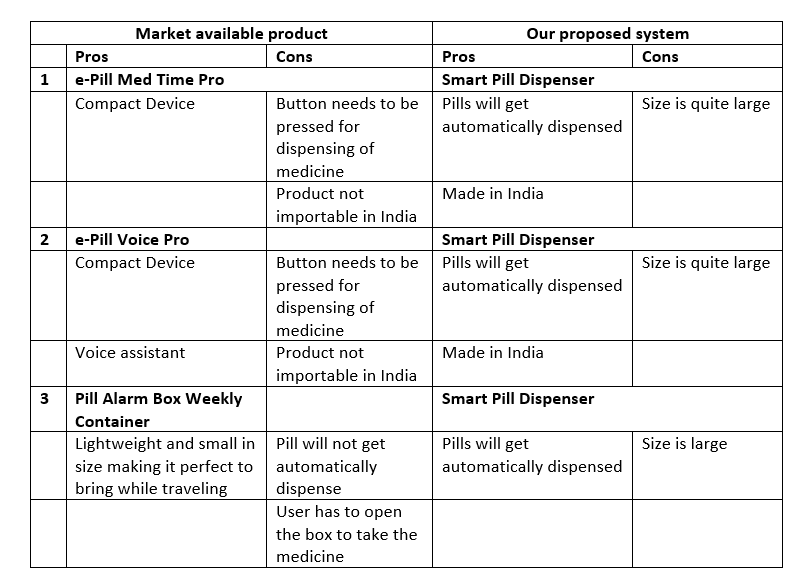 Market available product
Our proposed system
Pros
Cons
Pros
Cons
1
e-Pill Med Time Pro
Smart Pill Dispenser
Compact Device
Button needs to be
pressed for
dispensing of
medicine
Pills will get
automatically dispensed
Size is quite large
Product not
importable in India
Made in India
2
e-Pill Voice Pro
Smart Pill Dispenser
Compact Device
Button needs to be
pressed for
dispensing of
medicine
Pills will get
automatically dispensed
Size is quite large
Voice assistant
Product not
importable in India
Made in India
3
Pill Alarm Box Weekly
Container
Smart Pill Dispenser
Lightweight and small in
size making it perfect to
bring while traveling
Pill will not get
automatically
dispense
Pills will get
automatically dispensed
Size is large
User has to open
the box to take the
medicine